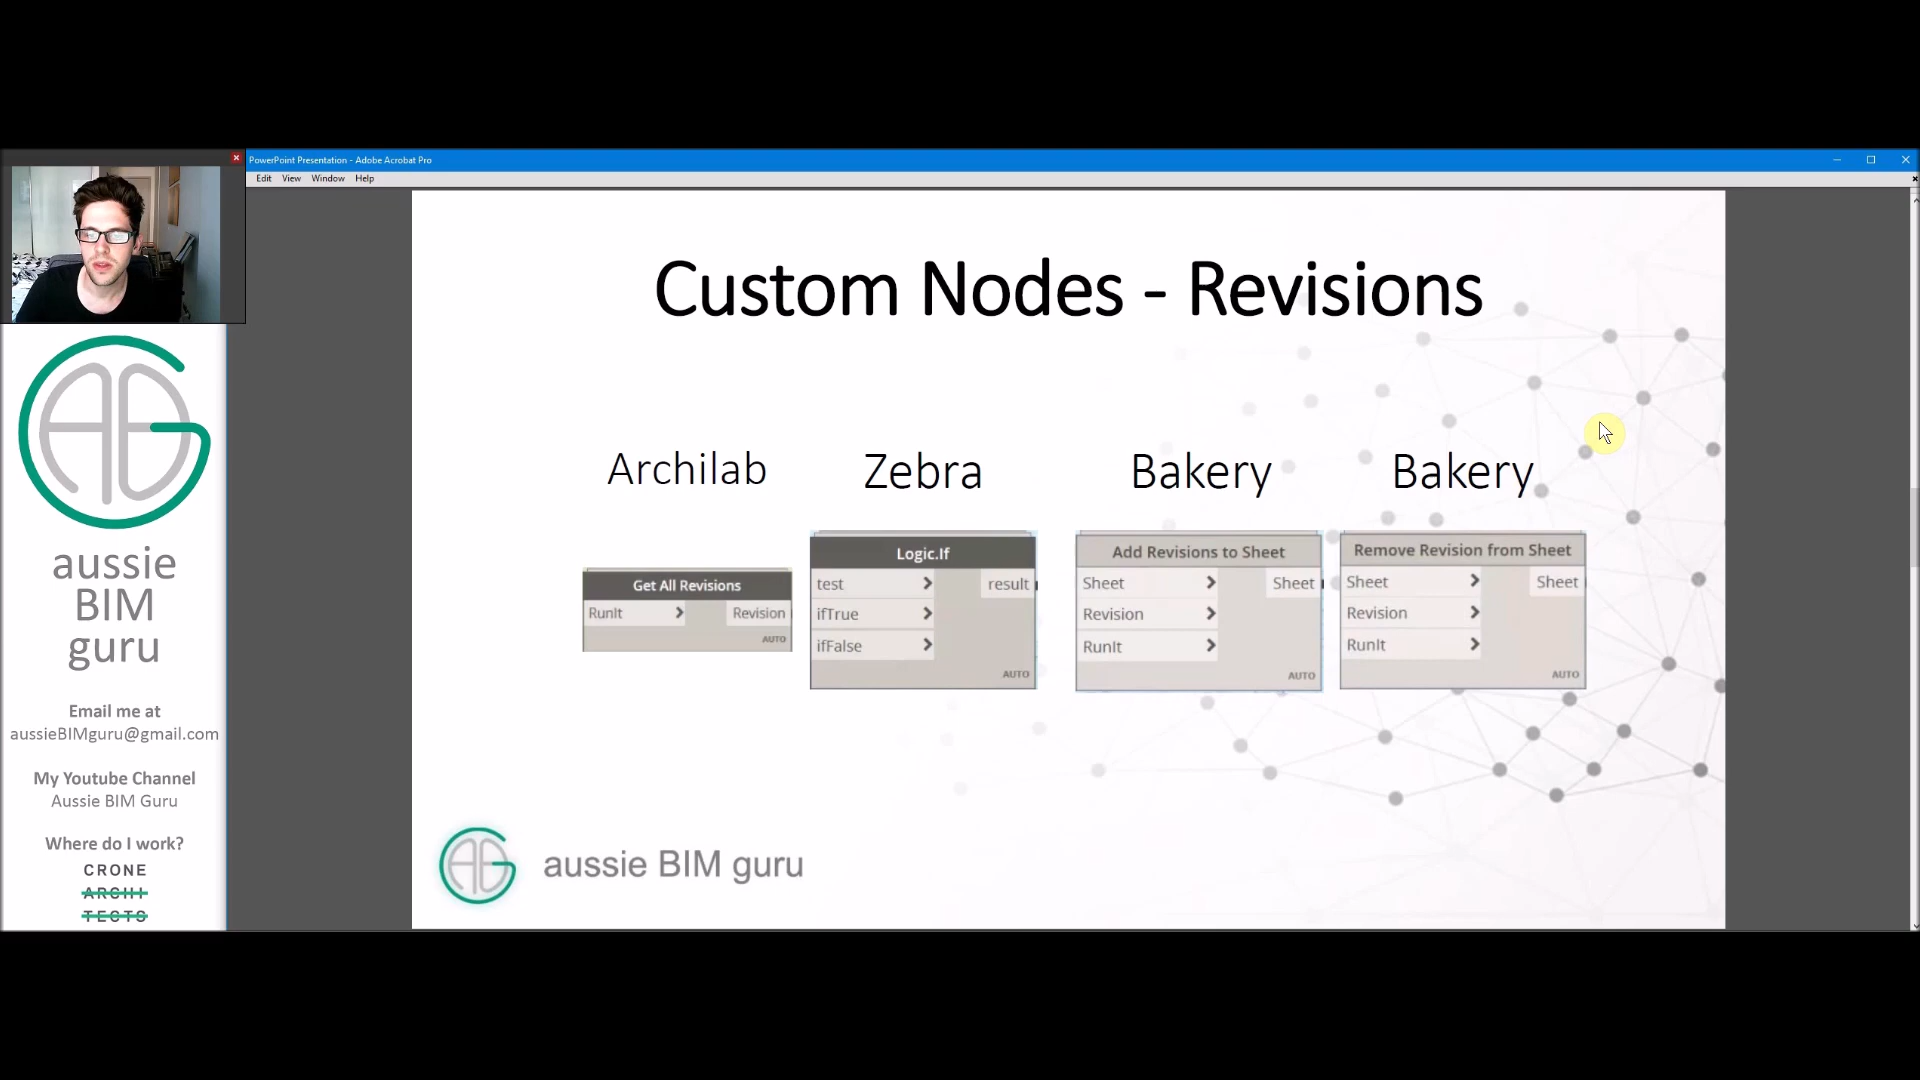 PowerPoint Presentation - Adobe Acrobat Pro
Edit View Window Help
Custom Nodes - Revisions
Archilab
Get All Revisions
RunIt > Revision
AUTO
Zebra
Logic.If
test > result
ifTrue >
ifFalse >
AUTO
Bakery
Add Revisions to Sheet
Sheet > Sheet
Revision >
RunIt >
AUTO
Bakery
Remove Revision from Sheet
Sheet > Sheet
Revision >
RunIt >
AUTO
aussie BIM guru
aussie
BIM
guru
Email me at
aussieBIMguru@gmail.com
My Youtube Channel
Aussie BIM Guru
Where do I work?
CRONE
ARCHI
TECTS